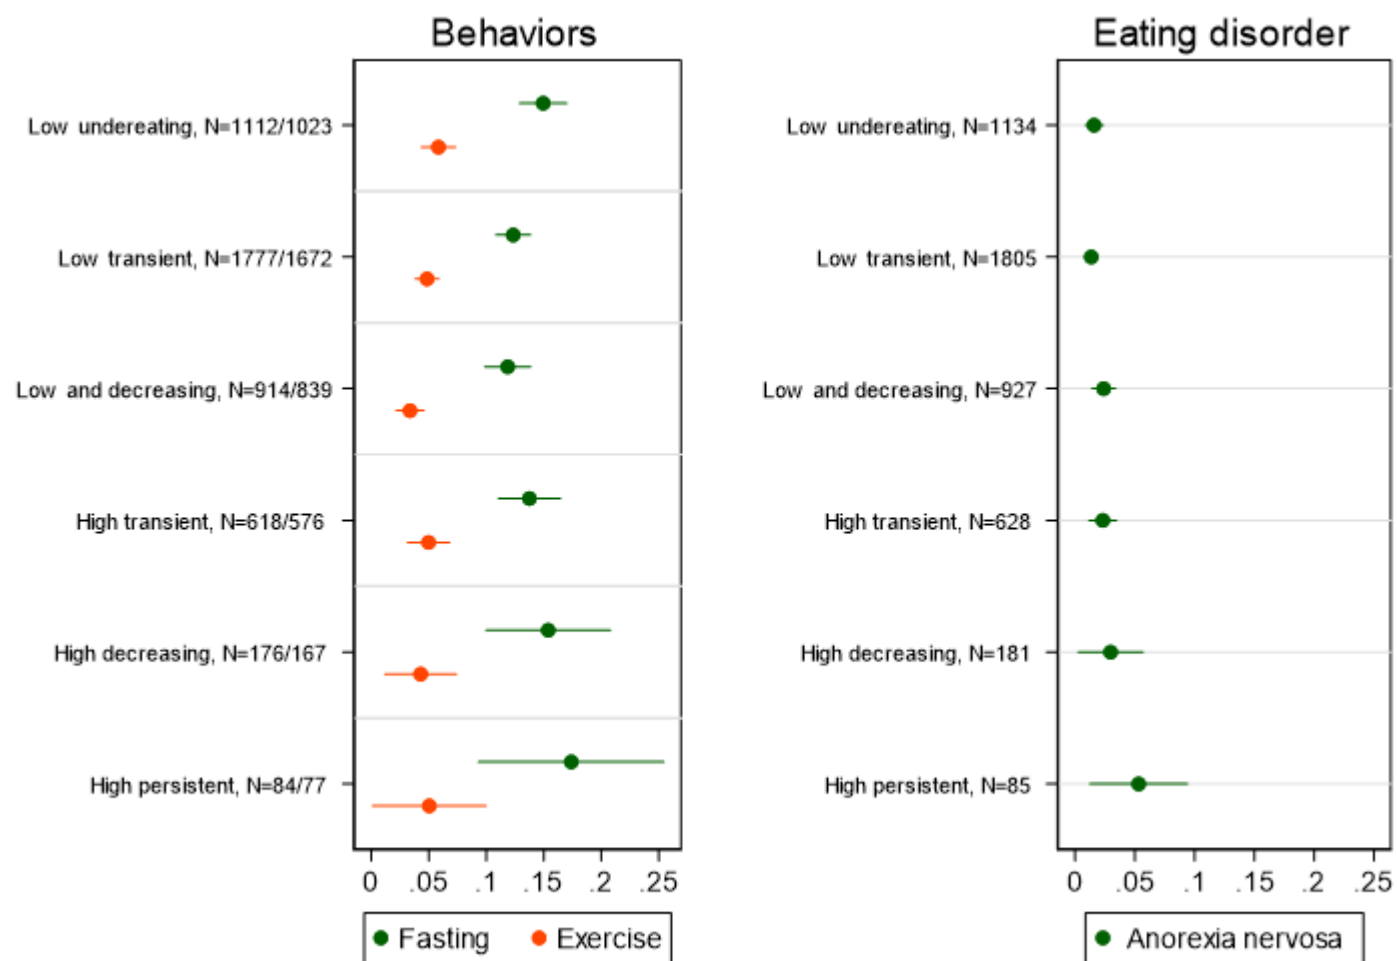 Behaviors
Low undereating, N=1112/1023
Low transient, N=1777/1672
Low and decreasing, N=914/839
High transient, N=618/576
High decreasing, N=176/167
High persistent, N=84/77
0 .05 .1 .15 .2 .25
Fasting Exercise
Eating disorder
Low undereating, N=1134
Low transient, N=1805
Low and decreasing, N=927
High transient, N=628
High decreasing, N=181
High persistent, N=85
0 .05 .1 .15 .2 .25
Anorexia nervosa